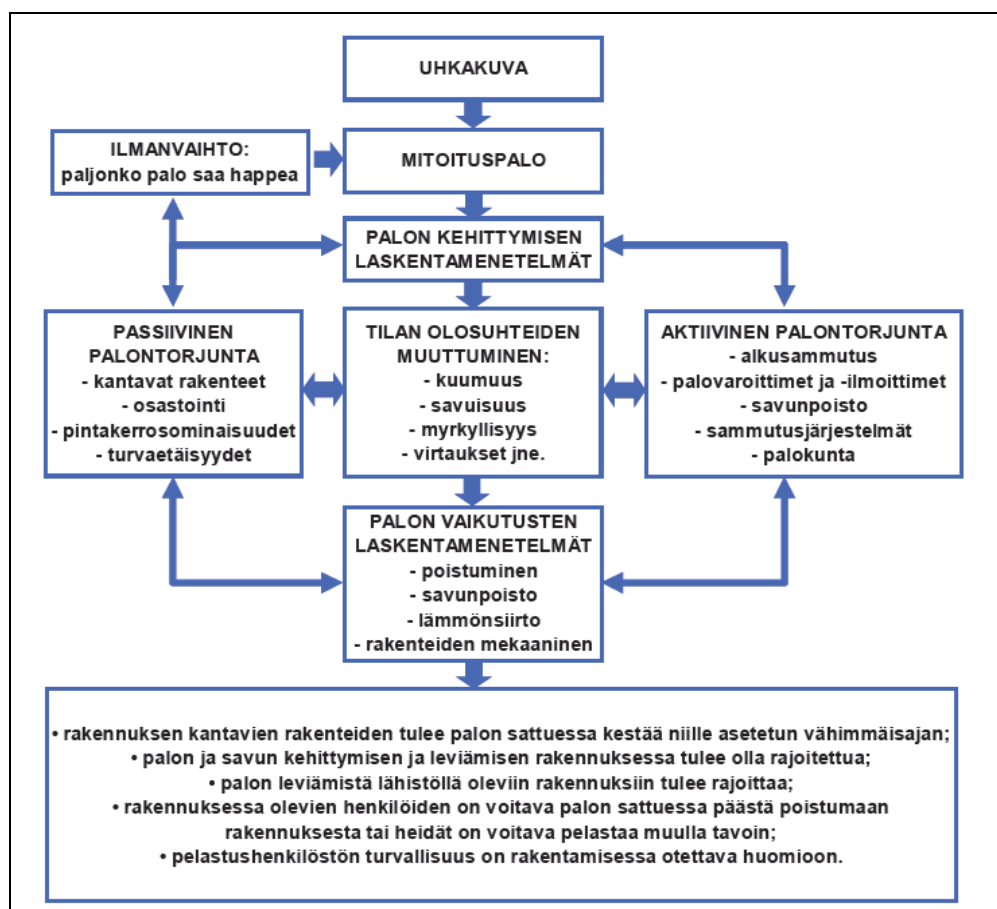 UHKAKUVA
ILMANVAIHTO:
paljonko palo saa happea
MITOITUSPALO
PALON KEHITTYMISEN
LASKENTAMENETELMÄT
PASSIIVINEN
PALONTORJUNTA
- kantavat rakenteet
- osastointi
- pintakerrosominaisuudet
- turvaetäisyydet
TILAN OLOSUHTEIDEN
MUUTTUMINEN:
- kuumuus
- savuisuus
- myrkyllisyys
- virtaukset jne.
AKTIIVINEN PALONTORJUNTA
- alkusammutus
- palovaroittimet ja -ilmoittimet
- savunpoisto
- sammutusjärjestelmät
- palokunta
PALON VAIKUTUSTEN
LASKENTAMENETELMÄT
- poistuminen
- savunpoisto
- lämmönsiirto
- rakenteiden mekaaninen
• rakennuksen kantavien rakenteiden tulee palon sattuessa kestää niille asetetun vähimmäisajan;
• palon ja savun kehittymisen ja leviämisen rakennuksessa tulee olla rajoitettua;
• palon leviämistä lähistöllä oleviin rakennuksiin tulee rajoittaa;
• rakennuksessa olevien henkilöiden on voitava palon sattuessa päästä poistumaan
rakennuksesta tai heidät on voitava pelastaa muulla tavoin;
• pelastushenkilöstön turvallisuus on rakentamisessa otettava huomioon.